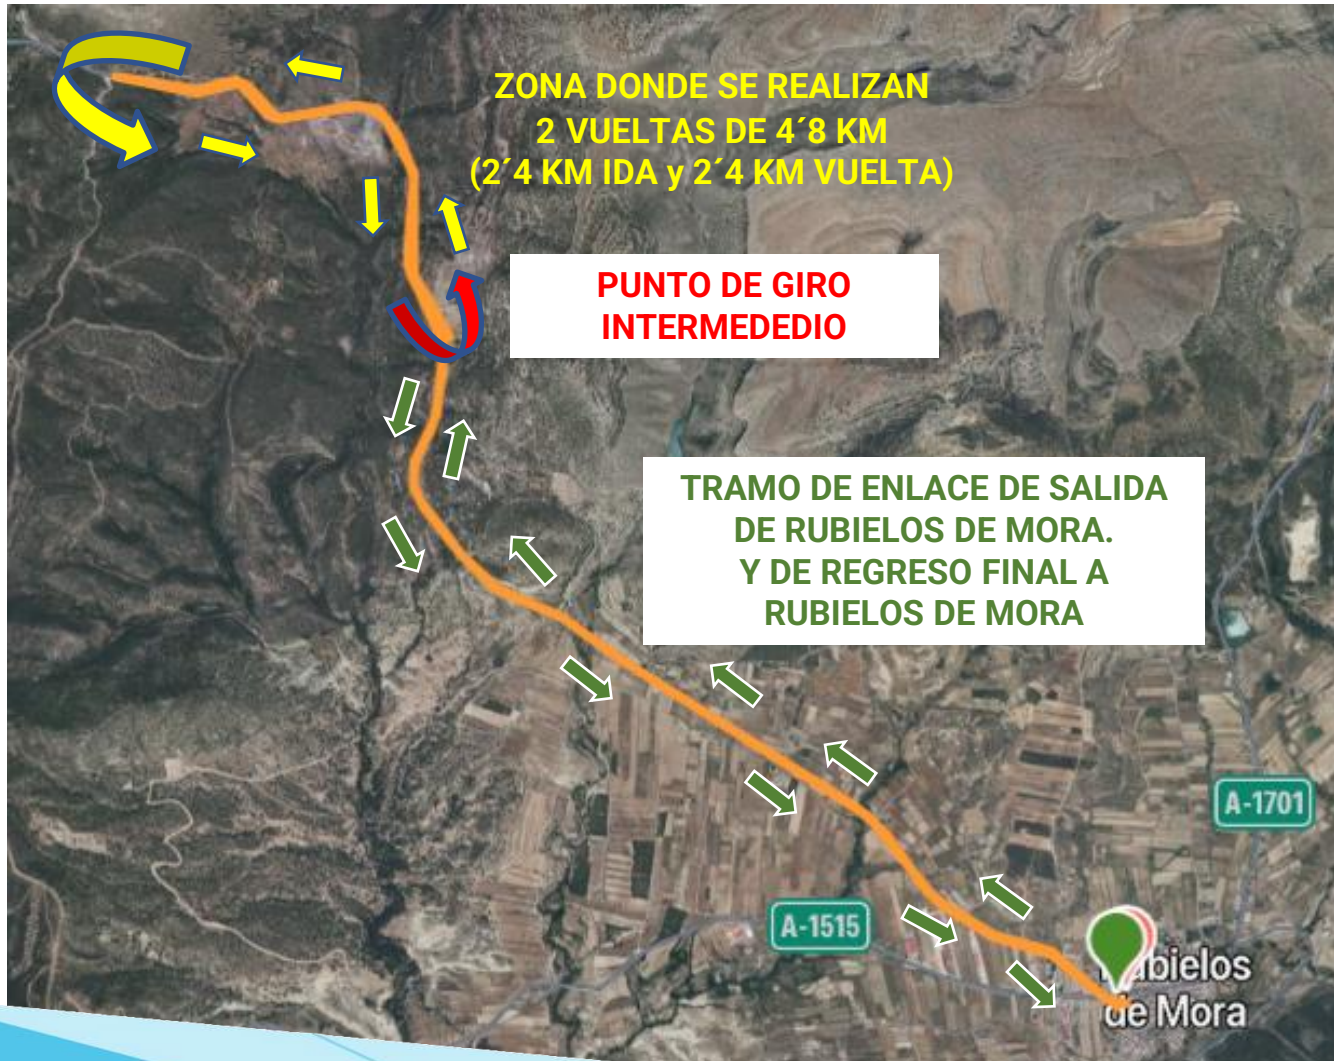 ZONA DONDE SE REALIZAN
2 VUELTAS DE 4´8 KM
(2´4 KM IDA y 2´4 KM VUELTA)
PUNTO DE GIRO
INTERMEDEDIO
TRAMO DE ENLACE DE SALIDA
DE RUBIELOS DE MORA.
Y DE REGRESO FINAL A
RUBIELOS DE MORA
A-1701
A-1515
Rubielos
de Mora